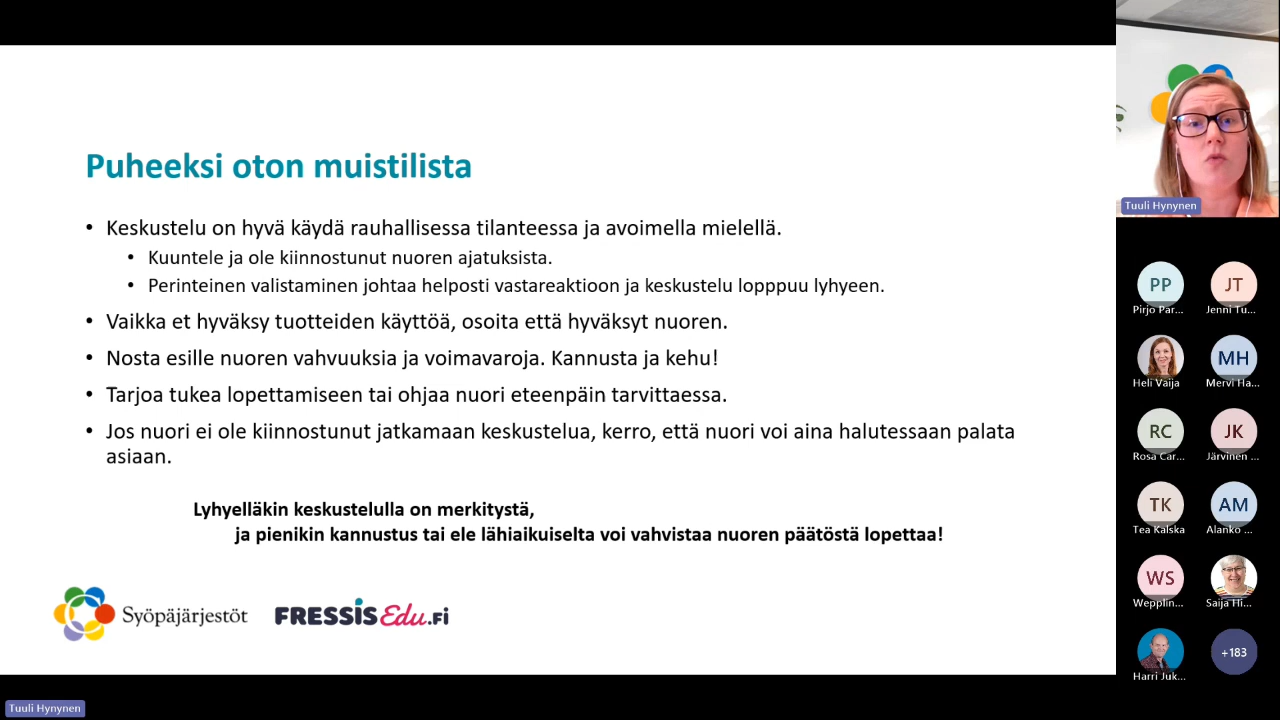 Puheeksi oton muistilista
• Keskustelu on hyvä käydä rauhallisessa tilanteessa ja avoimella mielellä.
• Kuuntele ja ole kiinnostunut nuoren ajatuksista.
• Perinteinen valistaminen johtaa helposti vastareaktioon ja keskustelu lopppuu lyhyeen.
• Vaikka et hyväksy tuotteiden käyttöä, osoita että hyväksyt nuoren.
• Nosta esille nuoren vahvuuksia ja voimavaroja. Kannusta ja kehu!
• Tarjoa tukea lopettamiseen tai ohjaa nuori eteenpäin tarvittaessa.
• Jos nuori ei ole kiinnostunut jatkamaan keskustelua, kerro, että nuori voi aina halutessaan palata
asiaan.
Lyhyelläkin keskustelulla on merkitystä,
ja pienikin kannustus tai ele lähiaikuiselta voi vahvistaa nuoren päätöstä lopettaa!
Syöpäjärjestöt
FRESSIS Edu.fi
Tuuli Hynynen
Tuuli Hynynen
PP JT
Pirjo Par... Jenni Tu...
MH
Heli Väijä Mervi Ha...
RC JK
Rosa Car... Järvinen ...
TK AM
Tea Kalska Alanko ...
WS
Wepplin... Saija Hi...
+183
Harri Juk...